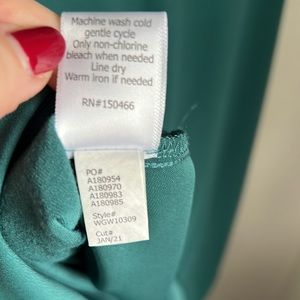 Machine wash cold
gentle cycle
Only non-chlorine
bleach when needed
Line dry
Warm iron if needed
RN#150466
PO#
A180954
A180970
A180983
A180985
Style#
WGW10309
Cut#
JAN/21